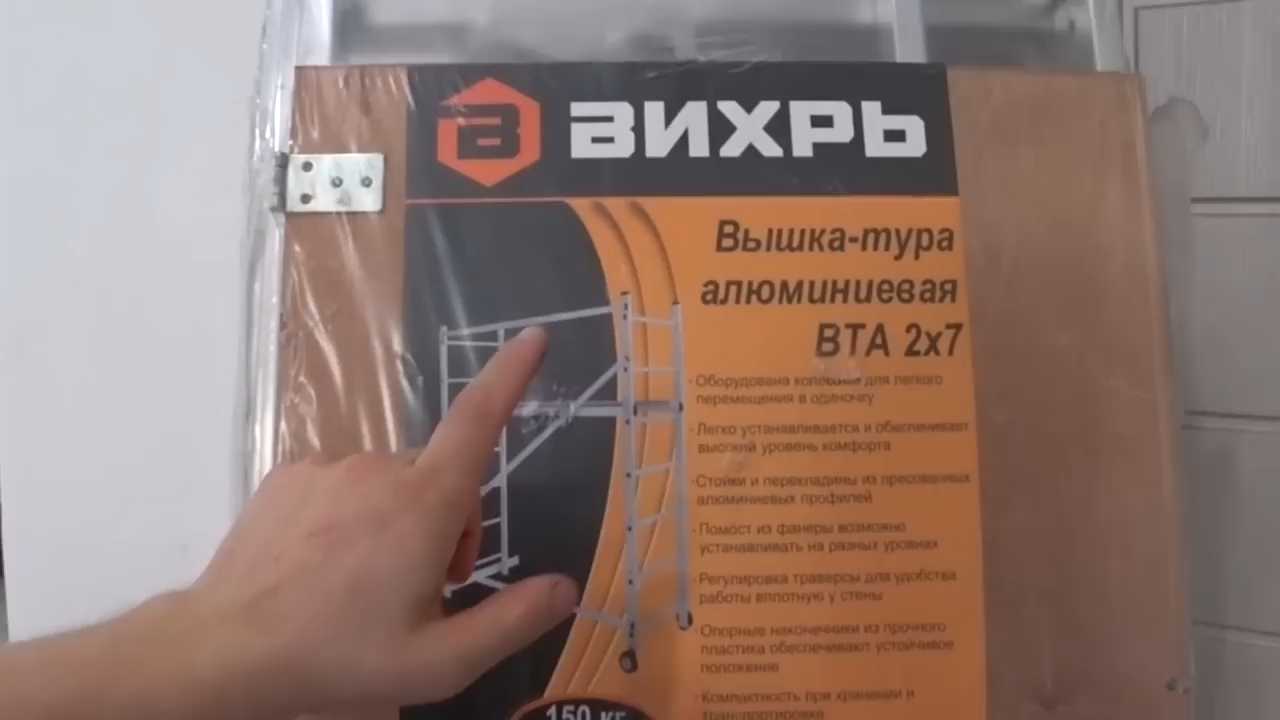 ВИХРЬ
Вышка-тура
алюминиевая
ВТА 2х7
· Оборудована колесами для легкого
перемещения в одиночку
· Легко устанавливается и обеспечивает
высокий уровень комфорта
· Стойки и перекладины из прессованных
алюминиевых профилей
· Помост из фанеры возможно
устанавливать на разных уровнях
· Регулировка траверсы для удобства
работы вплотную у стены
· Опорные наконечники из прочного
пластика обеспечивают устойчивое
положение
· Компактность при хранении и
транспортировке
150 кг